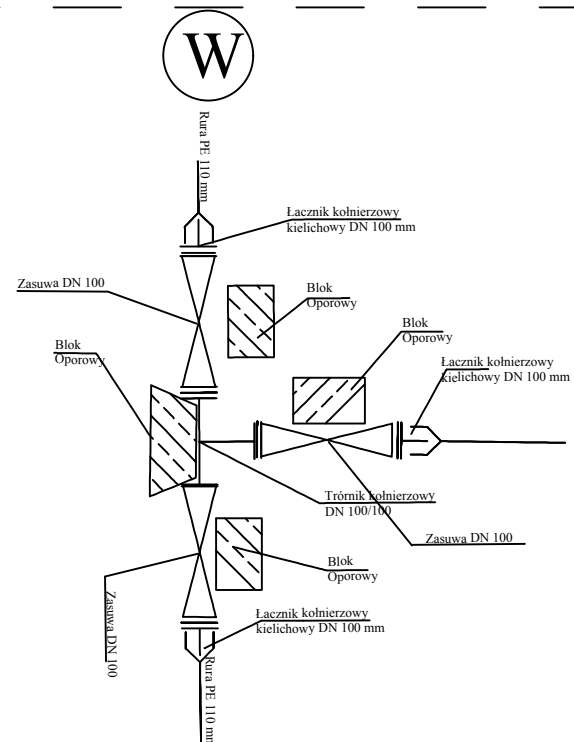 W
Rura PE 110 mm
Łacznik kołnierzowy
kielichowy DN 100 mm
Zasuwa DN 100
Blok
Oporowy
Blok
Oporowy
Blok
Oporowy
Łacznik kołnierzowy
kielichowy DN 100 mm
Trórnik kołnierzowy
DN 100/100
Zasuwa DN 100
Blok
Oporowy
Zasuwa DN 100
Łacznik kołnierzowy
kielichowy DN 100 mm
Rura PE 110 mm